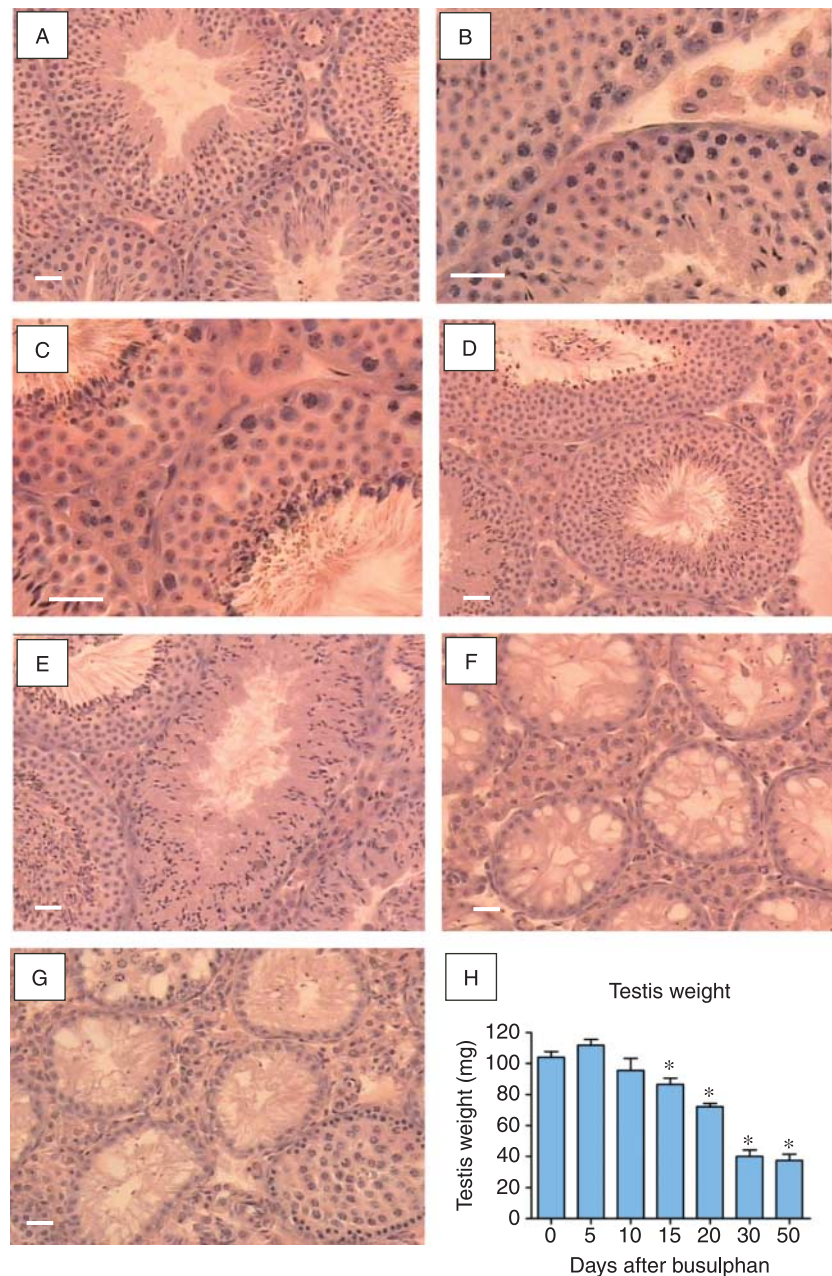 A
B
C
D
E
F
G
H
Testis weight
Testis weight (mg)
120
100
80
60
40
20
0
*
*
*
*
0 5 10 15 20 30 50
Days after busulphan